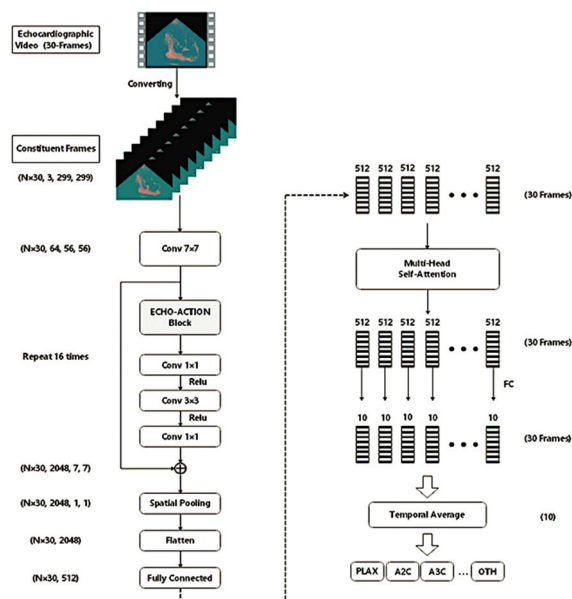 Echocardiographic
Video (30-Frames)
Converting
Constituent Frames
(N×30, 3, 299, 299)
(N×30, 64, 56, 56)
Conv 7×7
ECHO-ACTION
Block
Repeat 16 times
Conv 1×1
Relu
Conv 3×3
Relu
Conv 1×1
(N×30, 2048, 7, 7)
(N×30, 2048, 1, 1)
Spatial Pooling
(N×30, 2048)
Flatten
(N×30, 512)
Fully Connected
512 512 512 512 512
(30 Frames)
Multi-Head
Self-Attention
512 512 512 512 512
(30 Frames)
FC
10 10 10 10 10
(30 Frames)
Temporal Average
(10)
PLAX A2C A3C ... OTH